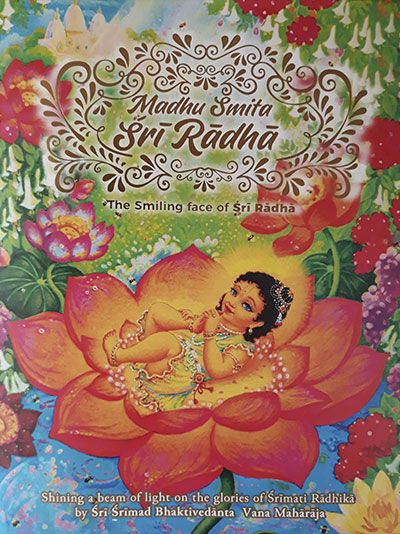 Madhu Smita
Śrī Rādhā
The Smiling face of Śrī Rādhā
Shining a beam of light on the glories of Śrīmati Rādhikā
by Śrī Śrīmad Bhaktivedānta Vana Mahārāja